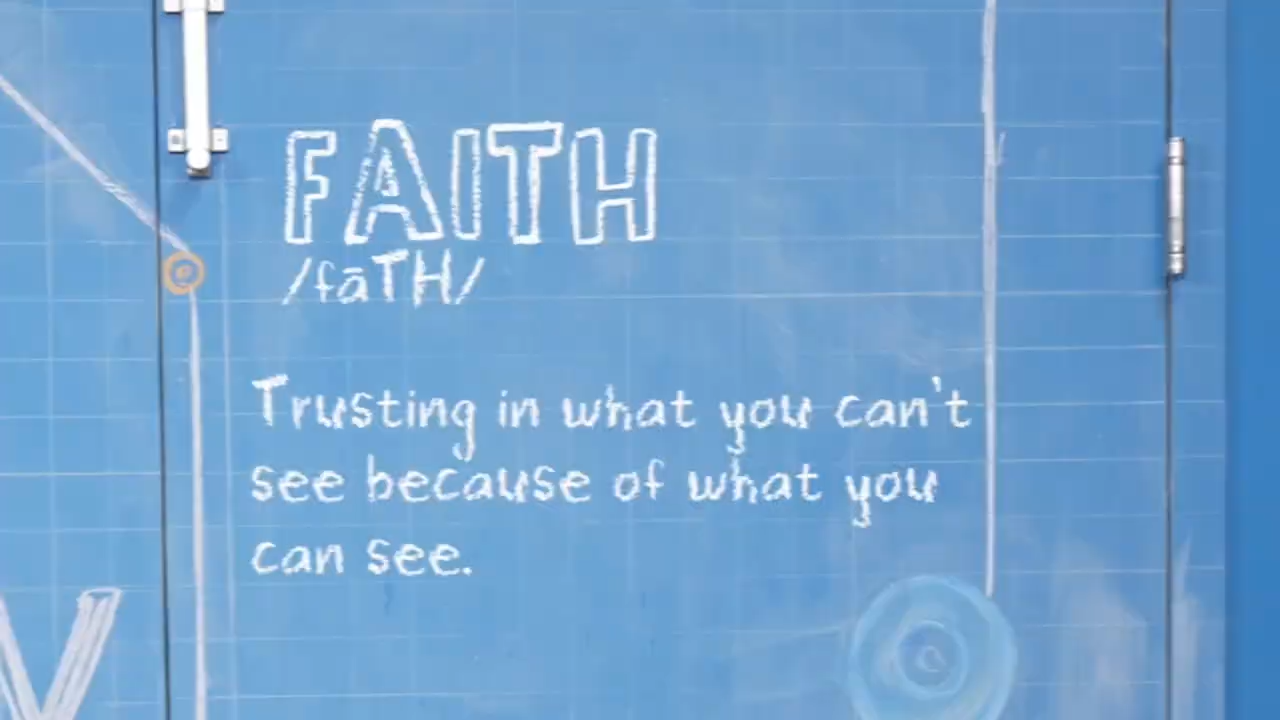 FAITH
/fāTH/
Trusting in what you can't
see because of what you
can see.